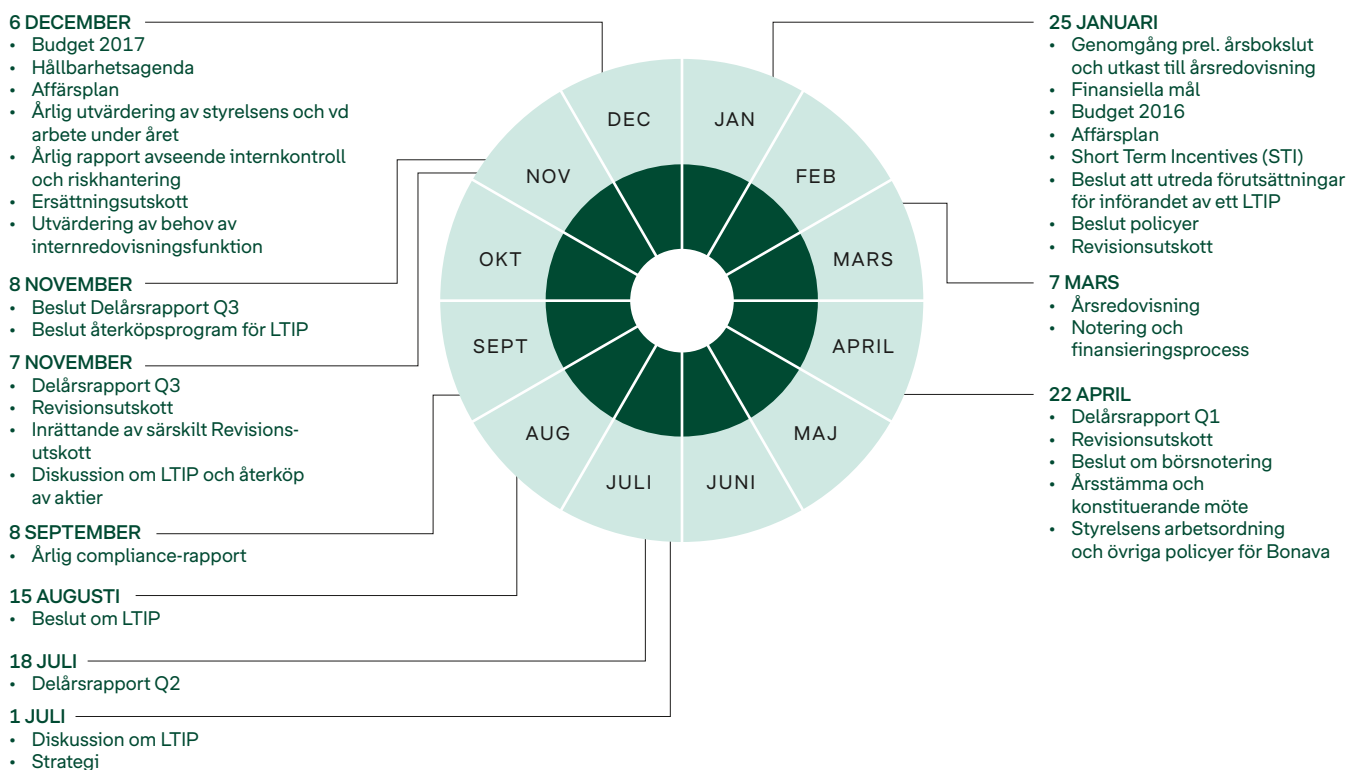 6 DECEMBER
• Budget 2017
• Hållbarhetsagenda
• Affärsplan
• Årlig utvärdering av styrelsens och vd
arbete under året
• Årlig rapport avseende internkontroll
och riskhantering
• Ersättningsutskott
• Utvärdering av behov av
internredovisningsfunktion
8 NOVEMBER
• Beslut Delårsrapport Q3
• Beslut återköpsprogram för LTIP
7 NOVEMBER
• Delårsrapport Q3
• Revisionsutskott
• Inrättande av särskilt Revisions-
utskott
• Diskussion om LTIP och återköp
av aktier
8 SEPTEMBER
• Årlig compliance-rapport
15 AUGUSTI
• Beslut om LTIP
18 JULI
• Delårsrapport Q2
1 JULI
• Diskussion om LTIP
• Strategi
JAN
FEB
MARS
APRIL
MAJ
JUNI
JULI
AUG
SEPT
OKT
NOV
DEC
25 JANUARI
• Genomgång prel. årsbokslut
och utkast till årsredovisning
• Finansiella mål
• Budget 2016
• Affärsplan
• Short Term Incentives (STI)
• Beslut att utreda förutsättningar
för införandet av ett LTIP
• Beslut policyer
• Revisionsutskott
7 MARS
• Årsredovisning
• Notering och
finansieringsprocess
22 APRIL
• Delårsrapport Q1
• Revisionsutskott
• Beslut om börsnotering
• Årsstämma och
konstituerande möte
• Styrelsens arbetsordning
och övriga policyer för Bonava